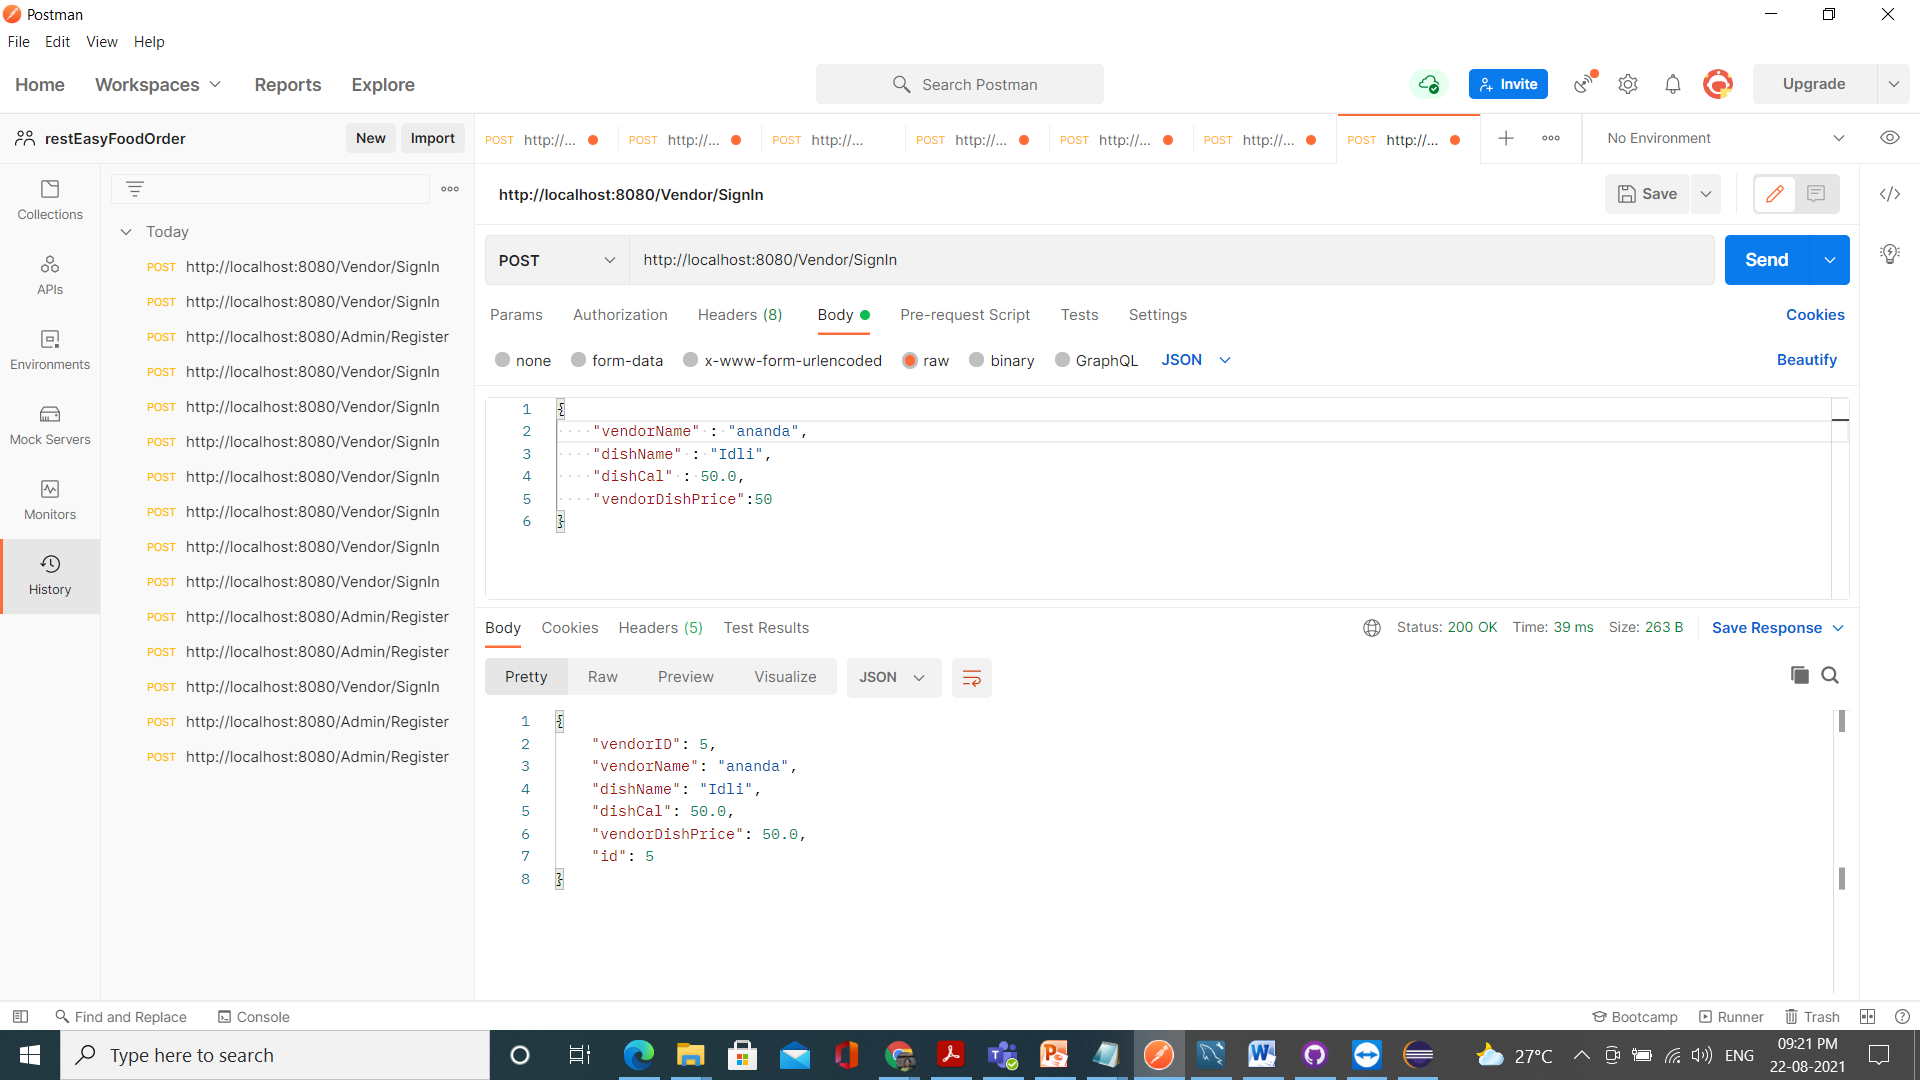 Postman
File Edit View Help
Home Workspaces Reports Explore Search Postman Invite Upgrade
restEasyFoodOrder New Import
POST http://... POST http://... POST http://... POST http://... POST http://... POST http://... POST http://... No Environment
Collections
APIs
Environments
Mock Servers
Monitors
History
Today
POST http://localhost:8080/Vendor/SignIn
POST http://localhost:8080/Vendor/SignIn
POST http://localhost:8080/Admin/Register
POST http://localhost:8080/Vendor/SignIn
POST http://localhost:8080/Vendor/SignIn
POST http://localhost:8080/Vendor/SignIn
POST http://localhost:8080/Vendor/SignIn
POST http://localhost:8080/Vendor/SignIn
POST http://localhost:8080/Vendor/SignIn
POST http://localhost:8080/Vendor/SignIn
POST http://localhost:8080/Admin/Register
POST http://localhost:8080/Admin/Register
POST http://localhost:8080/Vendor/SignIn
POST http://localhost:8080/Admin/Register
POST http://localhost:8080/Admin/Register
http://localhost:8080/Vendor/SignIn Save
POST http://localhost:8080/Vendor/SignIn Send
Params Authorization Headers (8) Body Pre-request Script Tests Settings Cookies
none form-data x-www-form-urlencoded raw binary GraphQL JSON Beautify
1 {
2 "vendorName" : "ananda",
3 "dishName" : "Idli",
4 "dishCal" : 50.0,
5 "vendorDishPrice":50
6 }
Body Cookies Headers (5) Test Results Status: 200 OK Time: 39 ms Size: 263 B Save Response
Pretty Raw Preview Visualize JSON
1 {
2 "vendorID": 5,
3 "vendorName": "ananda",
4 "dishName": "Idli",
5 "dishCal": 50.0,
6 "vendorDishPrice": 50.0,
7 "id": 5
8 }
Find and Replace Console Bootcamp Runner Trash
Type here to search 27°C ENG 09:21 PM
22-08-2021